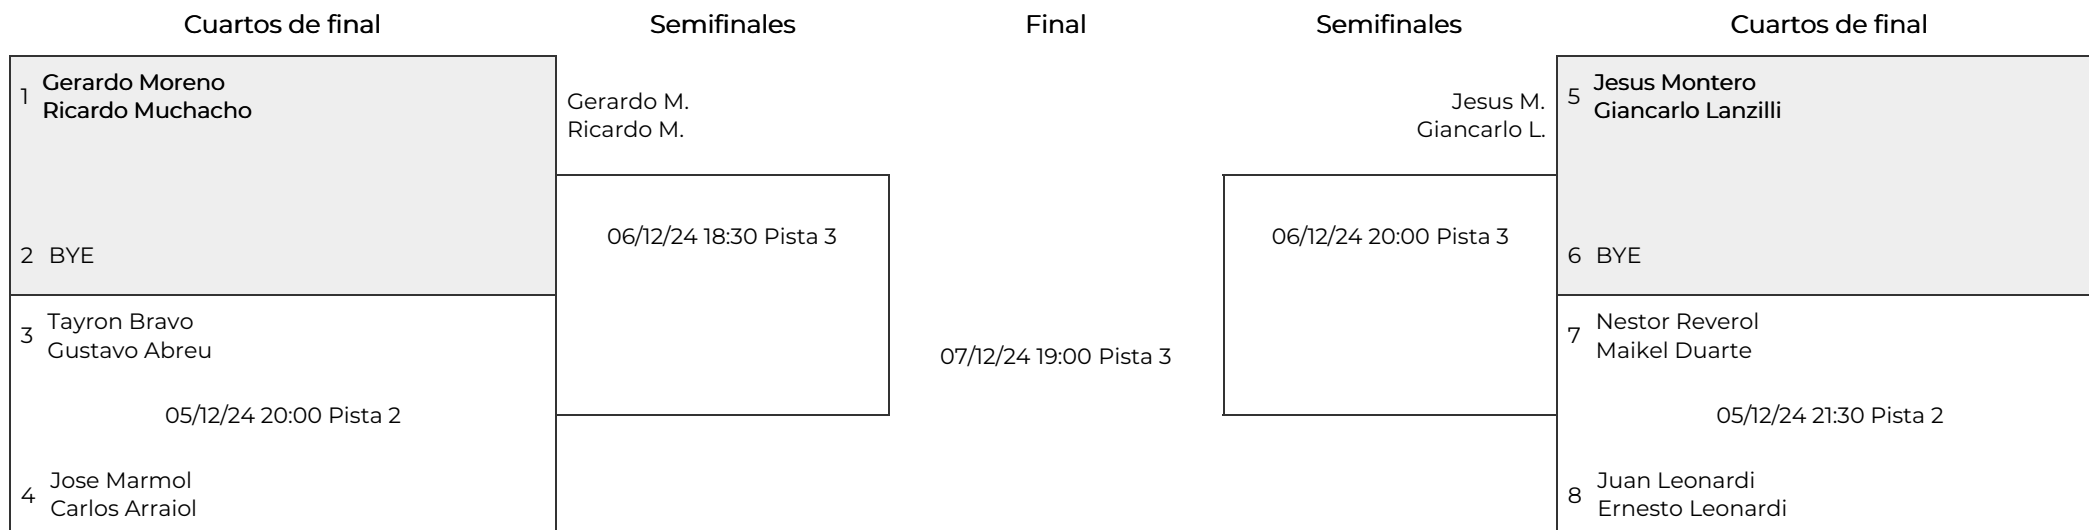 Cuartos de final
Semifinales
Final
Semifinales
Cuartos de final
1
Gerardo Moreno
Ricardo Muchacho
2 BYE
3
Tayron Bravo
Gustavo Abreu
05/12/24 20:00 Pista 2
4
Jose Marmol
Carlos Arraiol
Gerardo M.
Ricardo M.
06/12/24 18:30 Pista 3
07/12/24 19:00 Pista 3
Jesus M.
Giancarlo L.
06/12/24 20:00 Pista 3
5
Jesus Montero
Giancarlo Lanzilli
6 BYE
7
Nestor Reverol
Maikel Duarte
05/12/24 21:30 Pista 2
8
Juan Leonardi
Ernesto Leonardi